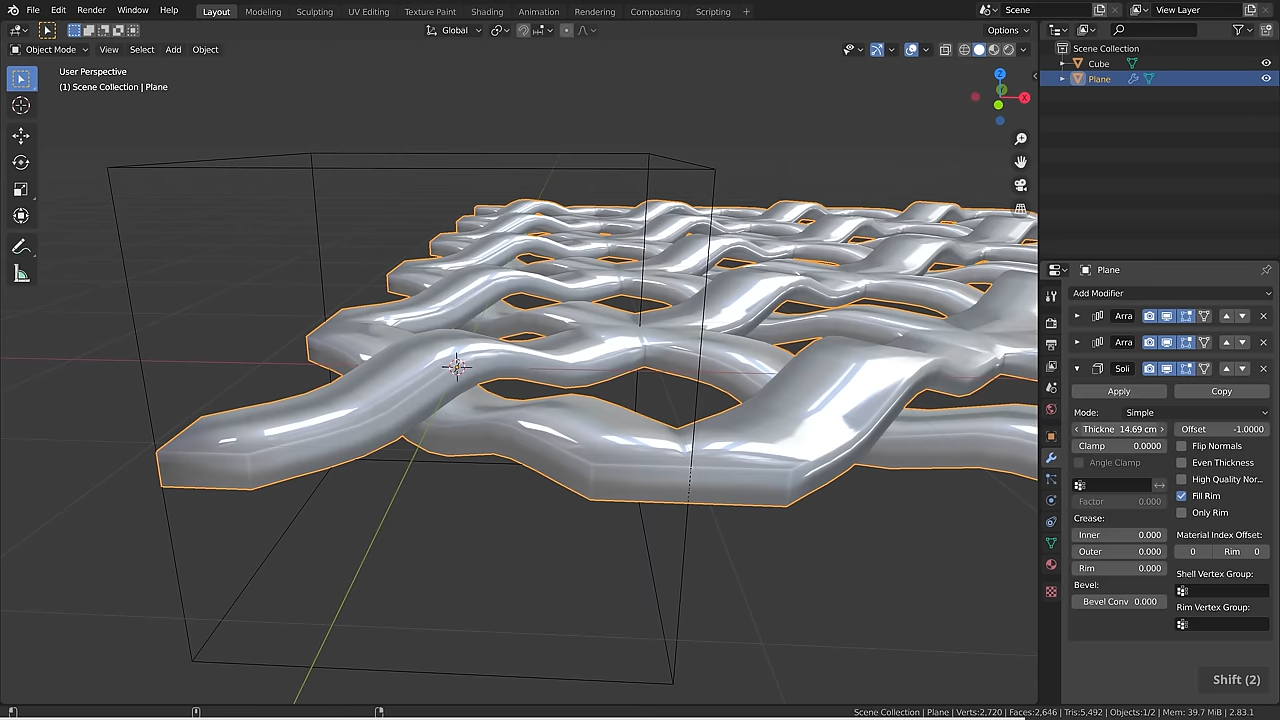 File Edit Render Window Help Layout Modeling Sculpting UV Editing Texture Paint Shading Animation Rendering Compositing Scripting + Scene View Layer
Global Options
Object Mode View Select Add Object
Scene Collection
Cube
Plane
User Perspective
(1) Scene Collection | Plane
Z
X
Plane
Add Modifier
Arra
Arra
Soli
Apply Copy
Mode: Simple
Thickne 14.69 cm Offset -1.0000
Clamp 0.0000 Flip Normals
Angle Clamp Even Thickness
High Quality Nor...
Factor 0.000 Fill Rim
Crease: Only Rim
Inner 0.000 Material Index Offset:
Outer 0.000 0 Rim 0
Rim 0.000 Shell Vertex Group:
Bevel:
Bevel Conv 0.000 Rim Vertex Group:
Shift (2)
Scene Collection | Plane | Verts:2,720 | Faces:2,646 | Tris:5,492 | Objects:1/2 | Mem: 39.7 MiB | 2.83.1